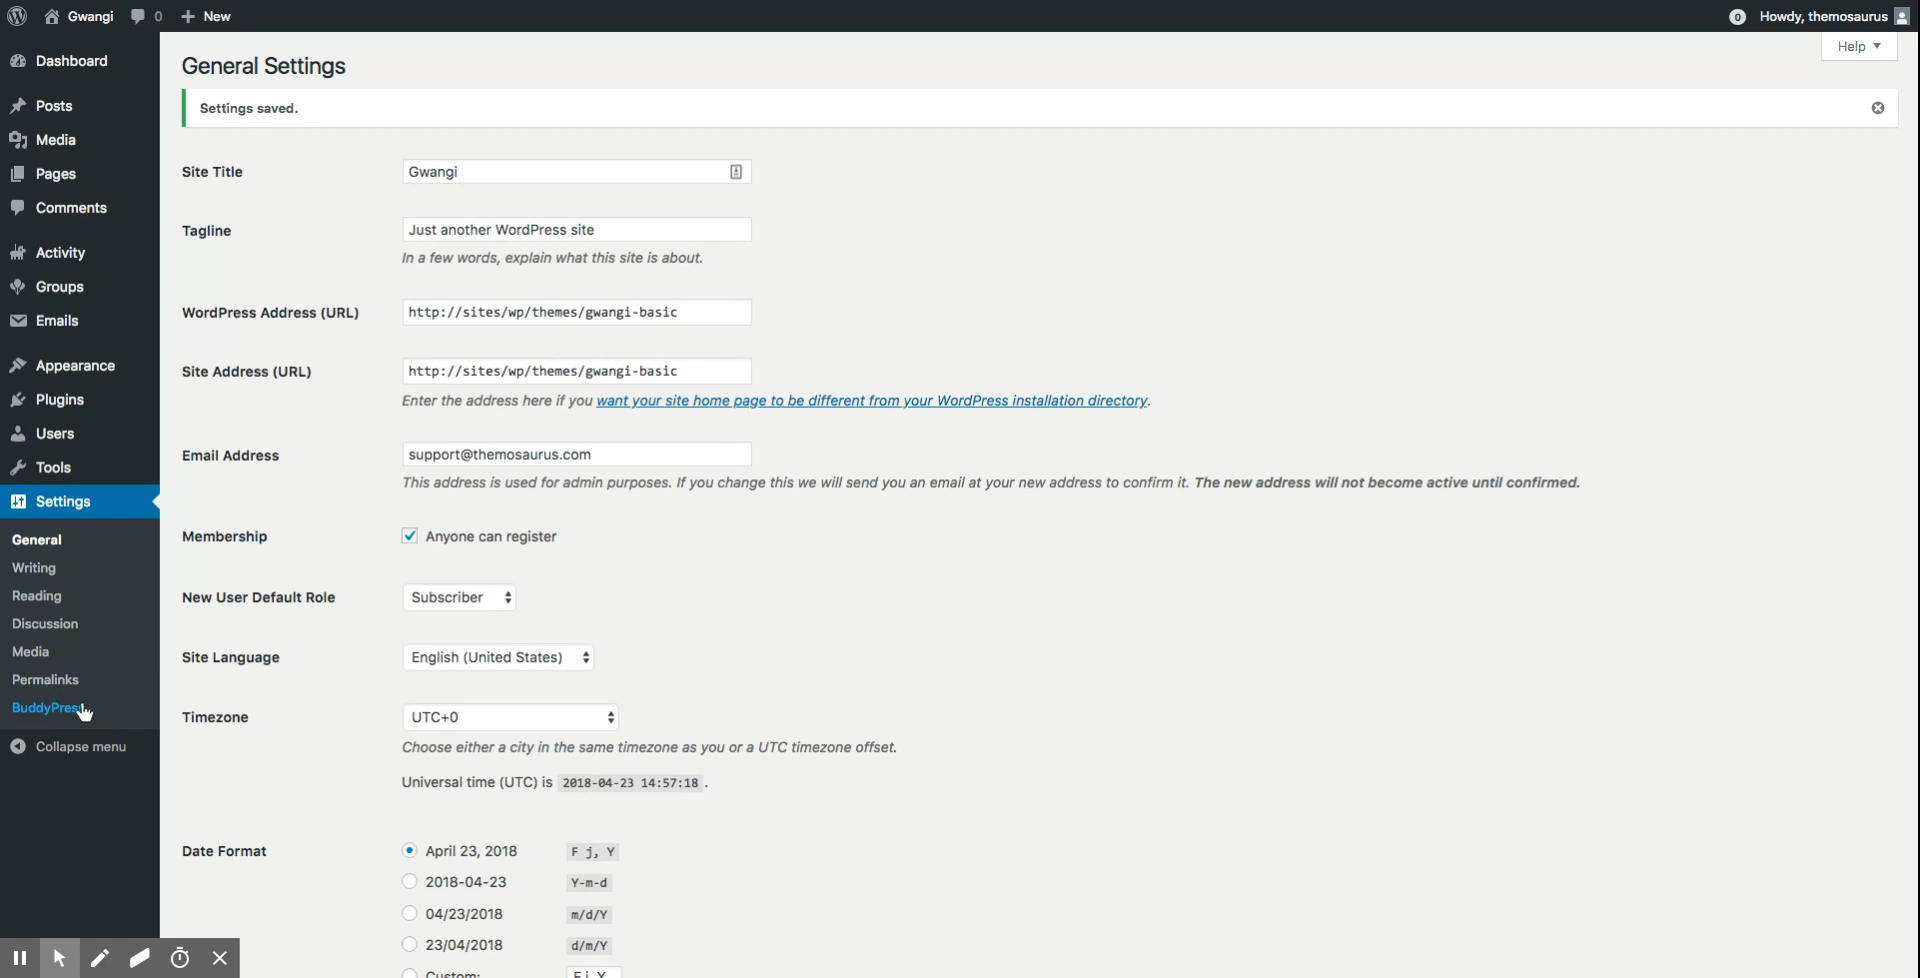 Gwangi 0 New 0 Howdy, themosaurus
Help
Dashboard
Posts
Media
Pages
Comments
Activity
Groups
Emails
Appearance
Plugins
Users
Tools
Settings
General
Writing
Reading
Discussion
Media
Permalinks
Collapse menu
General Settings
Settings saved.
Site Title Gwangi
Tagline Just another WordPress site
In a few words, explain what this site is about.
WordPress Address (URL) http://sites/wp/themes/gwangi-basic
Site Address (URL) http://sites/wp/themes/gwangi-basic
Enter the address here if you want your site home page to be different from your WordPress installation directory.
Email Address support@themosaurus.com
This address is used for admin purposes. If you change this we will send you an email at your new address to confirm it. The new address will not become active until confirmed.
Membership Anyone can register
New User Default Role Subscriber
Site Language English (United States)
Timezone UTC+0
Choose either a city in the same timezone as you or a UTC timezone offset.
Universal time (UTC) is 2018-04-23 14:57:18 .
Date Format April 23, 2018 F j, Y
2018-04-23 Y-m-d
04/23/2018 m/d/Y
23/04/2018 d/m/Y
Custom: F j, Y